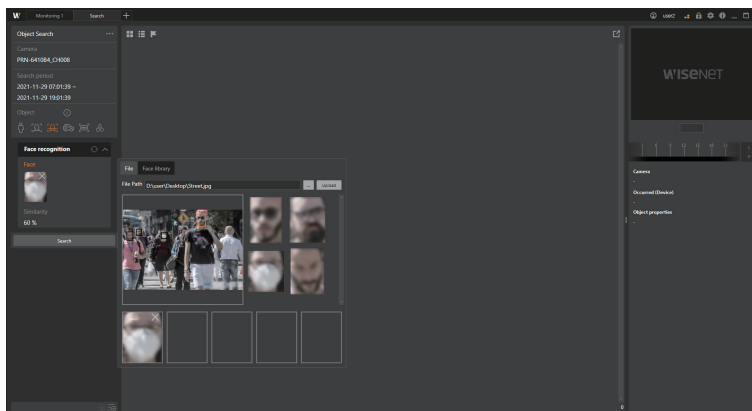 W Monitoring 1 Search +
user2
Object Search
Camera
PRN-6410B4_CH008
Search period
2021-11-29 07:01:39 ~
2021-11-29 19:01:39
Object
Face recognition
Face
Similarity
60 %
Search
File Face library
File Path D:\user\Desktop\Street.jpg ... Upload
WISENET
Camera
-
Occurred (Device)
-
Object properties
-
0